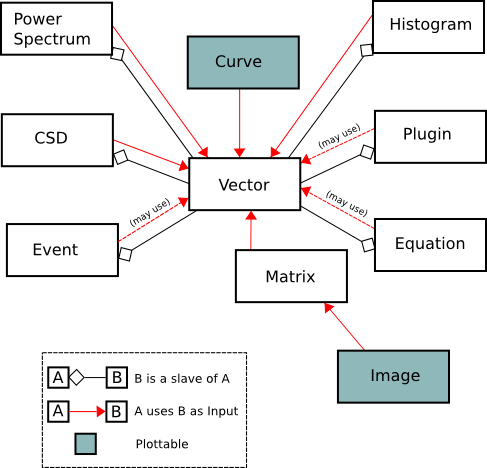 Power
Spectrum
Histogram
Curve
CSD
(may use)
Plugin
Vector
(may use)
(may use)
Event
Equation
Matrix
Image
A B B is a slave of A
A B A uses B as Input
Plottable